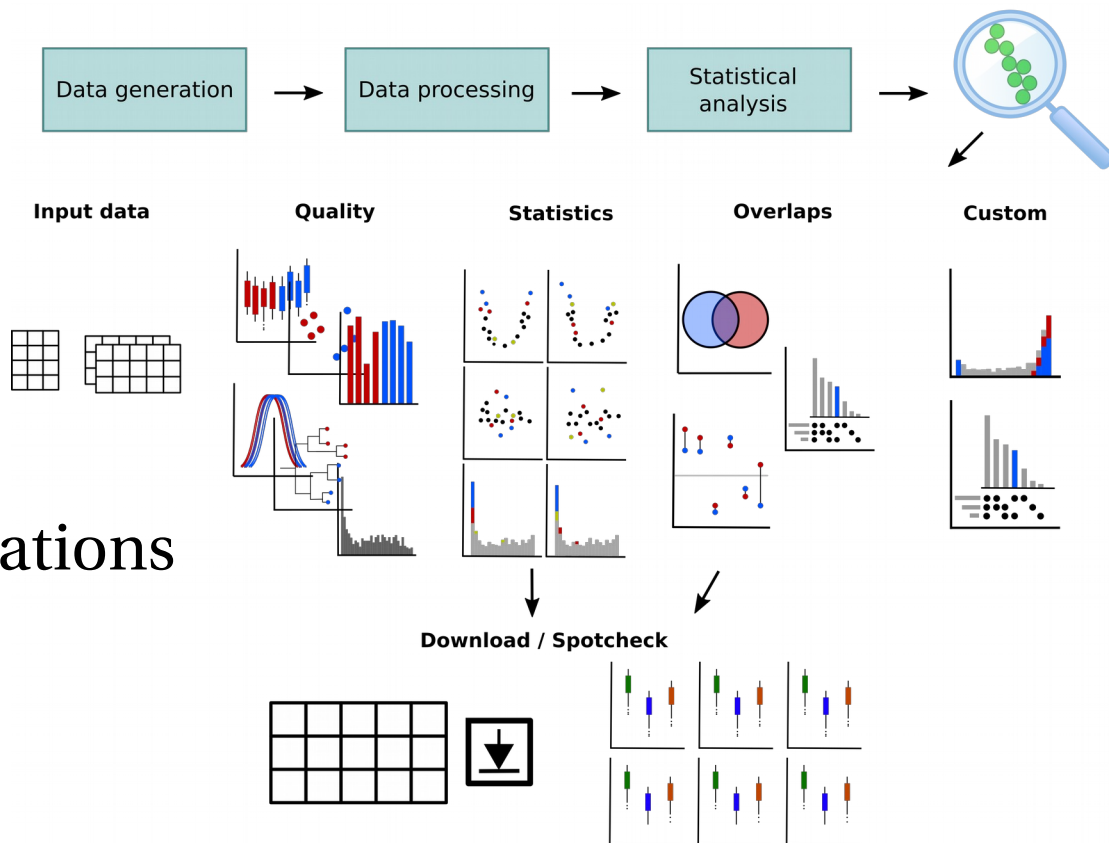 Data generation
Data processing
Statistical
analysis
Input data
Quality
Statistics
Overlaps
Custom
ations
Download / Spotcheck